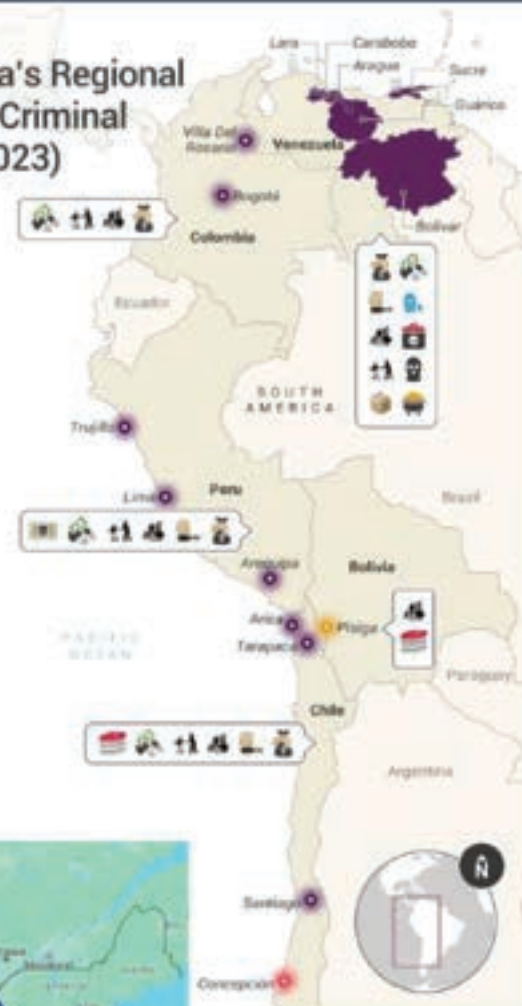 a's Regional
Criminal
023)
Lara
Carabobo
Aragua
Sucre
Guárico
Villa Del
Rosario
Venezuela
Bogotá
Bolívar
Colombia
Ecuador
SOUTH
AMERICA
Trujillo
Lima
Peru
Brazil
Arequipa
Bolivia
Arica
Pisiga
Tarapacá
PACIFIC
OCEAN
Paraguay
Chile
Argentina
N
Santiago
Concepción